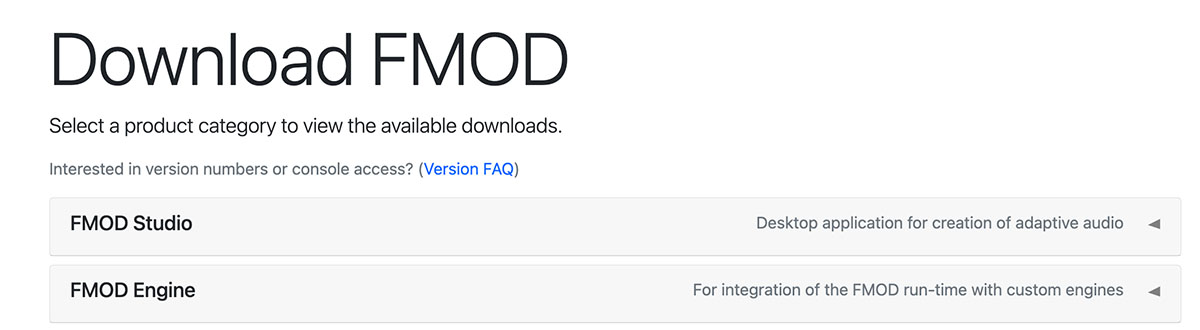 Download FMOD
Select a product category to view the available downloads.
Interested in version numbers or console access? (Version FAQ)
FMOD Studio Desktop application for creation of adaptive audio
FMOD Engine For integration of the FMOD run-time with custom engines